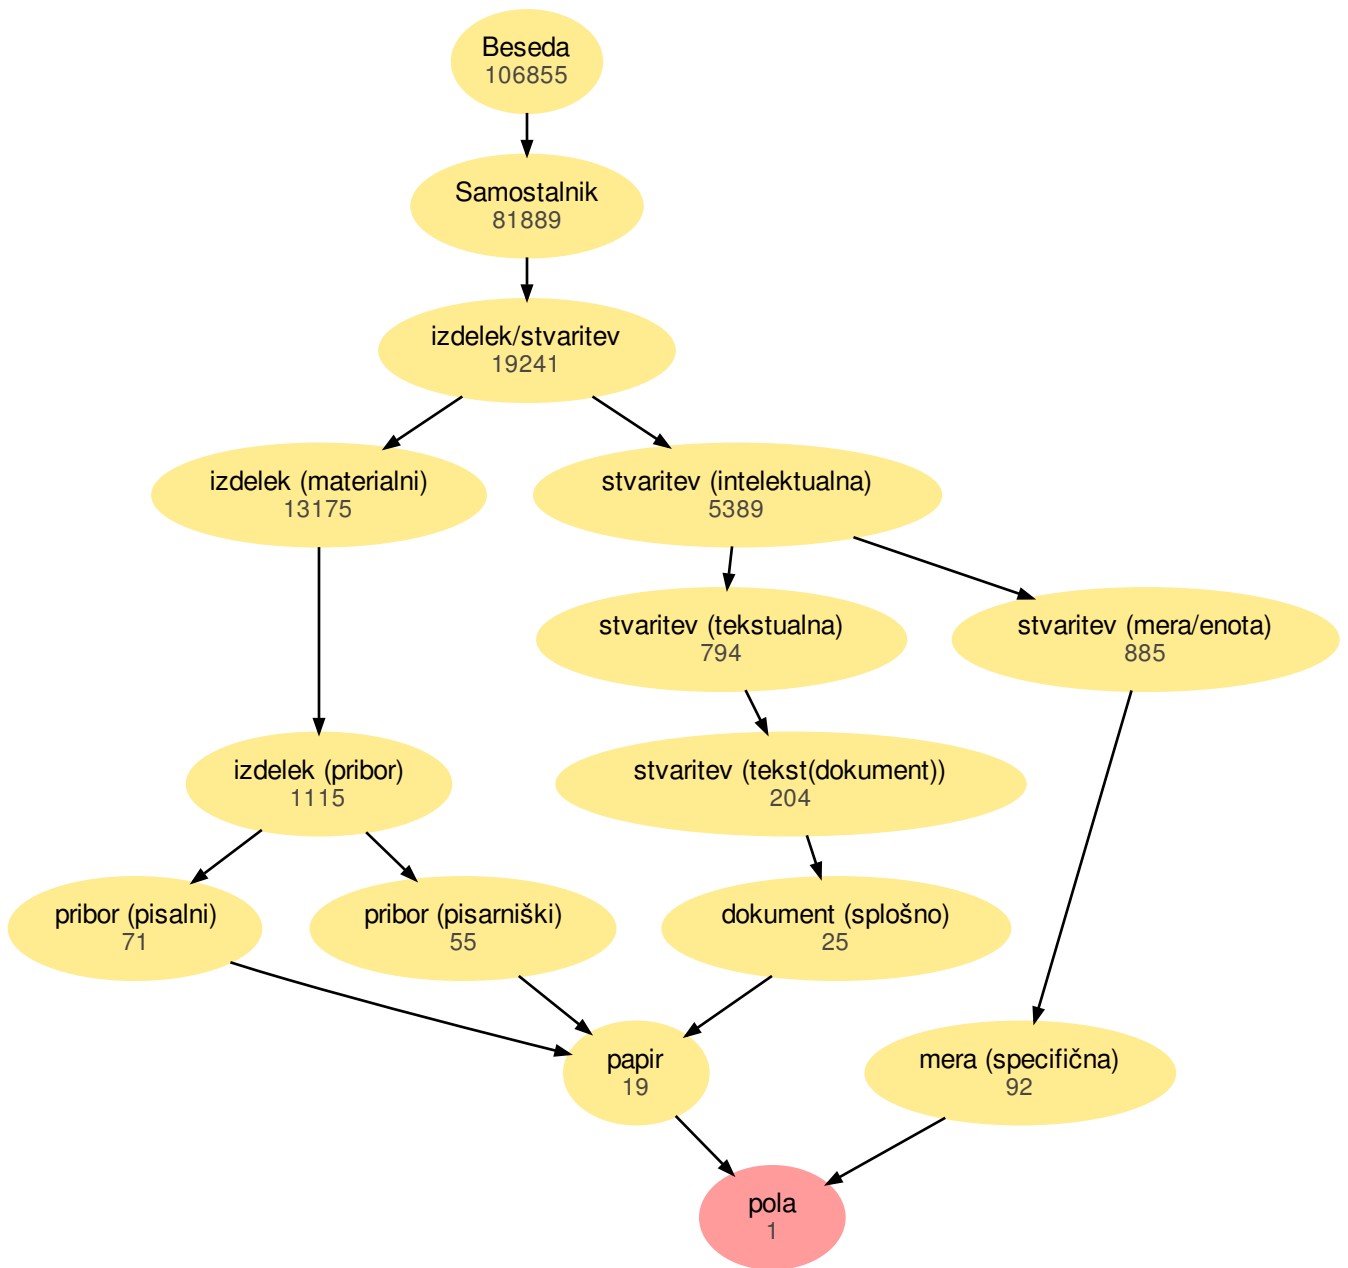 Beseda
106855
Samostalnik
81889
izdelek/stvaritev
19241
izdelek (materialni)
13175
stvaritev (intelektualna)
5389
stvaritev (tekstualna)
794
stvaritev (mera/enota)
885
izdelek (pribor)
1115
stvaritev (tekst(dokument))
204
pribor (pisalni)
71
pribor (pisarniški)
55
dokument (splošno)
25
papir
19
mera (specifična)
92
pola
1